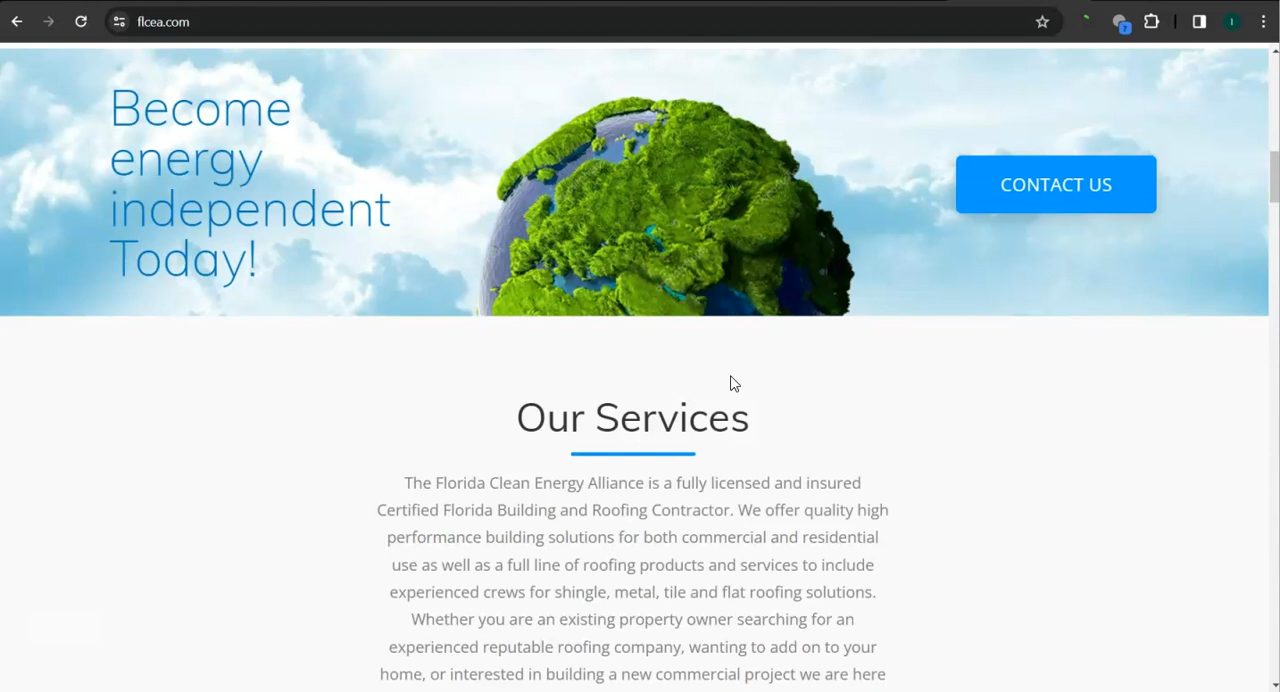 flcea.com
Become
energy
independent
Today!
CONTACT US
Our Services
The Florida Clean Energy Alliance is a fully licensed and insured
Certified Florida Building and Roofing Contractor. We offer quality high
performance building solutions for both commercial and residential
use as well as a full line of roofing products and services to include
experienced crews for shingle, metal, tile and flat roofing solutions.
Whether you are an existing property owner searching for an
experienced reputable roofing company, wanting to add on to your
home, or interested in building a new commercial project we are here